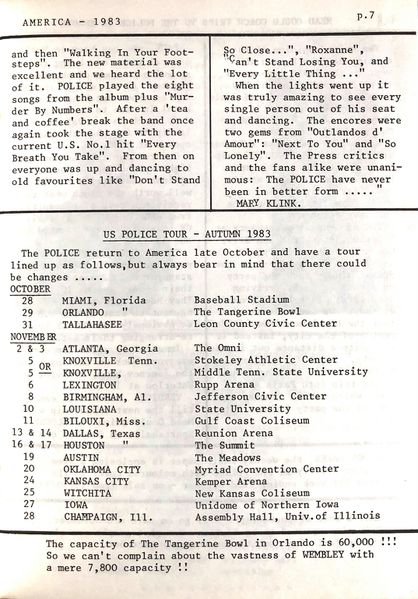 AMERICA - 1983
p.7
and then "Walking In Your Foot-
steps". The new material was
excellent and we heard the lot
of it. POLICE played the eight
songs from the album plus "Mur-
der By Numbers". After a 'tea
and coffee' break the band once
again took the stage with the
current U.S. No.1 hit "Every
Breath You Take". From then on
everyone was up and dancing to
old favourites like "Don't Stand
So Close...", "Roxanne",
"Can't Stand Losing You, and
"Every Little Thing ..."
When the lights went up it
was truly amazing to see every
single person out of his seat
and dancing. The encores were
two gems from "Outlandos d'
Amour": "Next To You" and "So
Lonely". The Press critics
and the fans alike were unani-
mous: The POLICE have never
been in better form ..... "
MARY KLINK.
US POLICE TOUR - AUTUMN 1983
The POLICE return to America late October and have a tour
lined up as follows,but always bear in mind that there could
be changes .....
OCTOBER
28 MIAMI, Florida Baseball Stadium
29 ORLANDO " The Tangerine Bowl
31 TALLAHASEE Leon County Civic Center
NOVEMBER
2 & 3 ATLANTA, Georgia The Omni
5 KNOXVILLE Tenn. Stokeley Athletic Center
OR
5 KNOXVILLE, Middle Tenn. State University
6 LEXINGTON Rupp Arena
8 BIRMINGHAM, Al. Jefferson Civic Center
10 LOUISIANA State University
11 BILOUXI, Miss. Gulf Coast Coliseum
13 & 14 DALLAS, Texas Reunion Arena
16 & 17 HOUSTON " The Summit
19 AUSTIN The Meadows
20 OKLAHOMA CITY Myriad Convention Center
24 KANSAS CITY Kemper Arena
25 WITCHITA New Kansas Coliseum
27 IOWA Unidome of Northern Iowa
28 CHAMPAIGN, Ill. Assembly Hall, Univ.of Illinois
The capacity of The Tangerine Bowl in Orlando is 60,000 !!!
So we can't complain about the vastness of WEMBLEY with
a mere 7,800 capacity !!